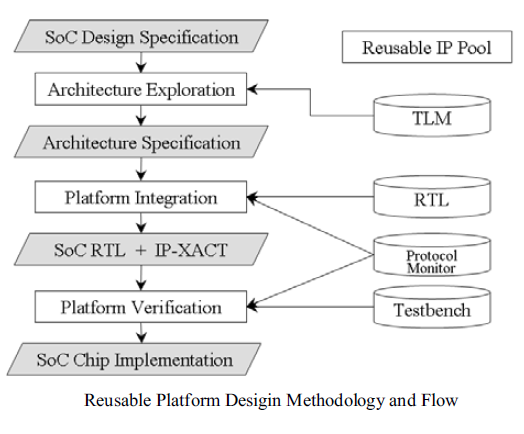 SoC Design Specification
Reusable IP Pool
Architecture Exploration
TLM
Architecture Specification
Platform Integration
RTL
SoC RTL + IP-XACT
Protocol
Monitor
Platform Verification
Testbench
SoC Chip Implementation
Reusable Platform Desigin Methodology and Flow